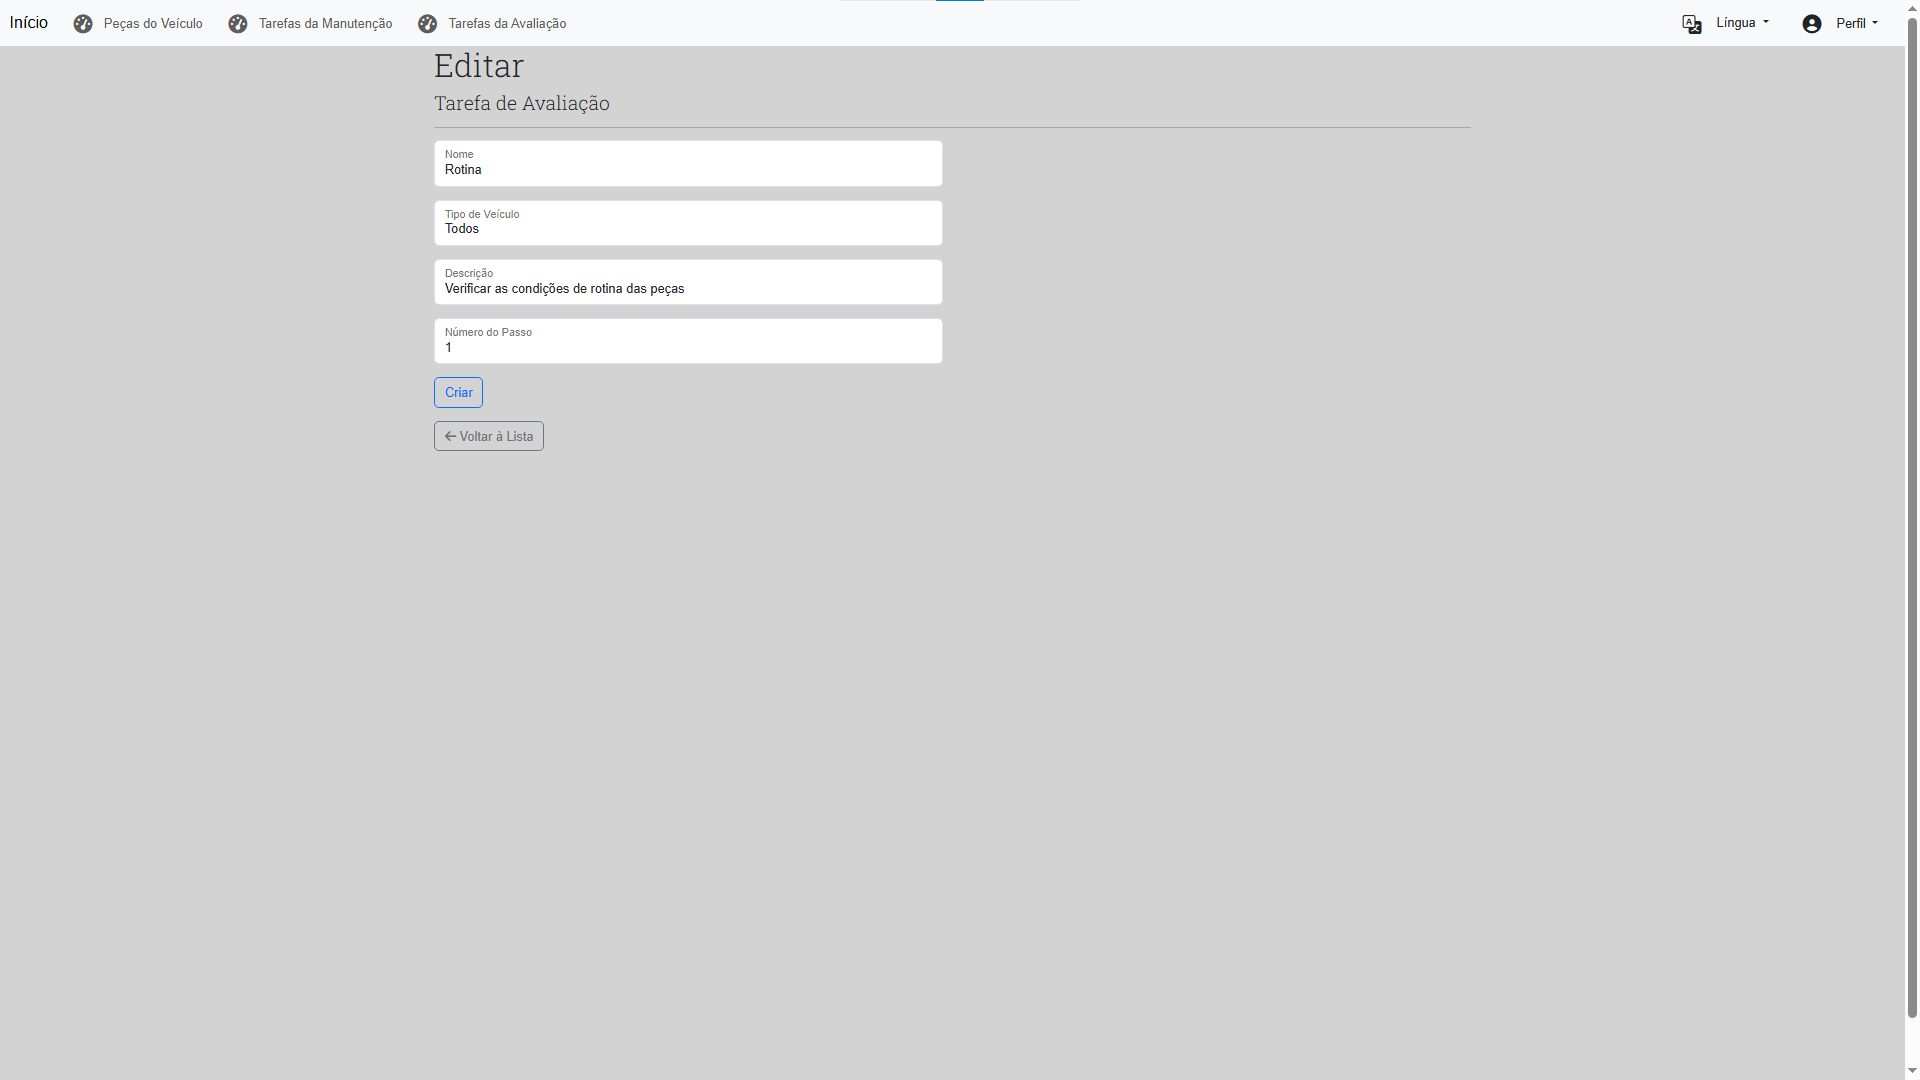 Início Peças do Veículo Tarefas da Manutenção Tarefas da Avaliação Língua Perfil
Editar
Tarefa de Avaliação
Nome
Rotina
Tipo de Veículo
Todos
Descrição
Verificar as condições de rotina das peças
Número do Passo
1
Criar
Voltar à Lista